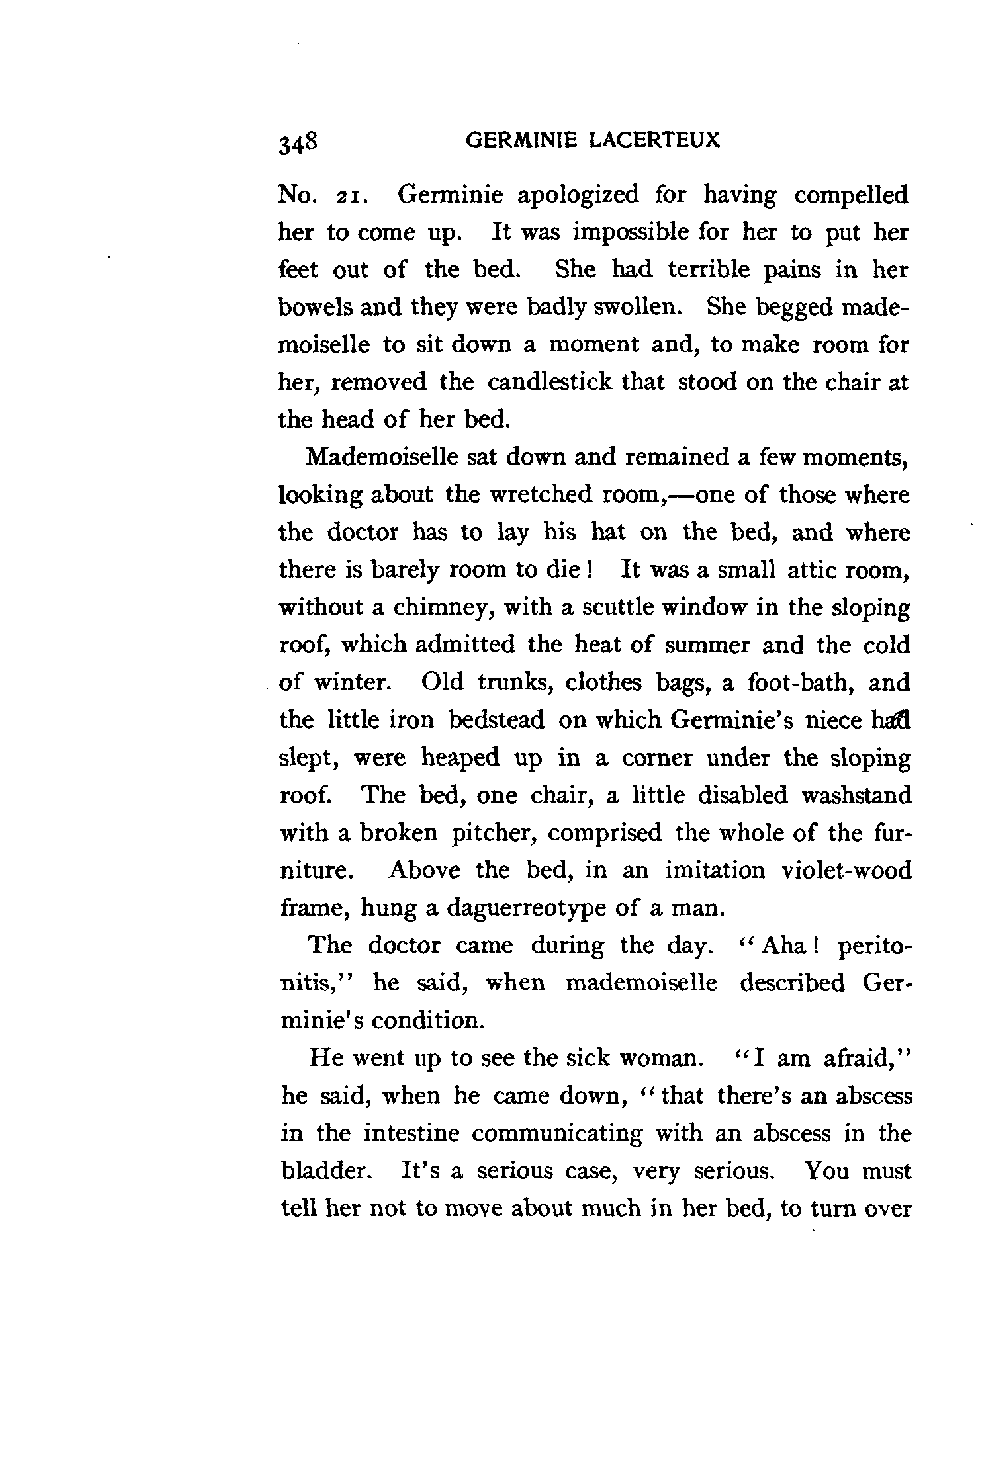 348 GERMINIE LACERTEUX
No. 21. Germinie apologized for having compelled
her to come up. It was impossible for her to put her
feet out of the bed. She had terrible pains in her
bowels and they were badly swollen. She begged made-
moiselle to sit down a moment and, to make room for
her, removed the candlestick that stood on the chair at
the head of her bed.
Mademoiselle sat down and remained a few moments,
looking about the wretched room,—one of those where
the doctor has to lay his hat on the bed, and where
there is barely room to die! It was a small attic room,
without a chimney, with a scuttle window in the sloping
roof, which admitted the heat of summer and the cold
of winter. Old trunks, clothes bags, a foot-bath, and
the little iron bedstead on which Germinie's niece had
slept, were heaped up in a corner under the sloping
roof. The bed, one chair, a little disabled washstand
with a broken pitcher, comprised the whole of the fur-
niture. Above the bed, in an imitation violet-wood
frame, hung a daguerreotype of a man.
The doctor came during the day. "Aha! perito-
nitis," he said, when mademoiselle described Ger-
minie's condition.
He went up to see the sick woman. "I am afraid,"
he said, when he came down, "that there's an abscess
in the intestine communicating with an abscess in the
bladder. It's a serious case, very serious. You must
tell her not to move about much in her bed, to turn over